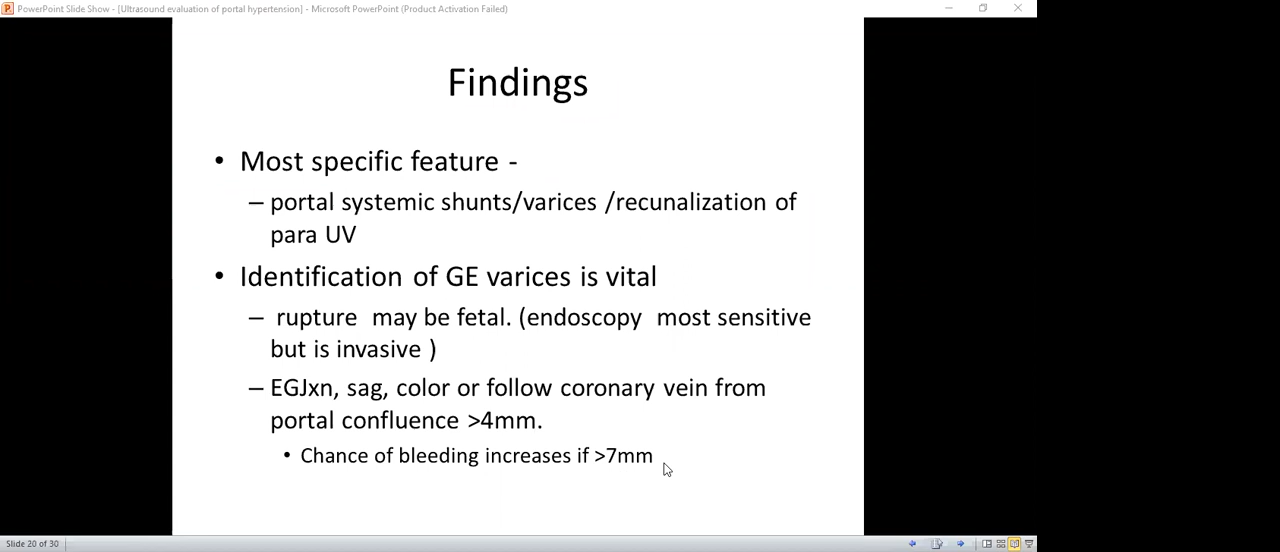 PowerPoint Slide Show - [Ultrasound evaluation of portal hypertension] - Microsoft PowerPoint (Product Activation Failed)
Findings
• Most specific feature -
– portal systemic shunts/varices /recunalization of
para UV
• Identification of GE varices is vital
– rupture may be fetal. (endoscopy most sensitive
but is invasive )
– EGJxn, sag, color or follow coronary vein from
portal confluence >4mm.
• Chance of bleeding increases if >7mm
Slide 20 of 30